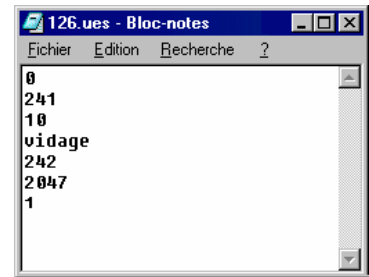 126.ues - Bloc-notes
Fichier Edition Recherche ?
0
241
10
vidage
242
2047
1